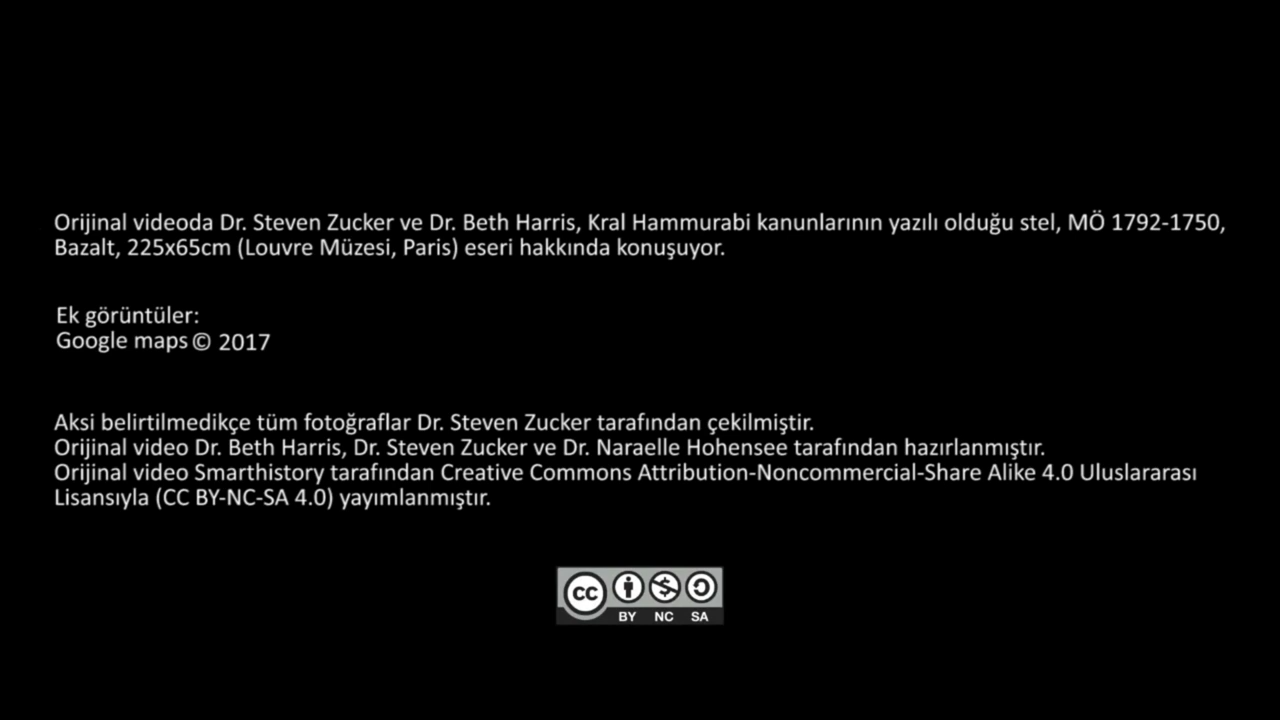 Orijinal videoda Dr. Steven Zucker ve Dr. Beth Harris, Kral Hammurabi kanunlarının yazılı olduğu stel, MÖ 1792-1750,
Bazalt, 225x65cm (Louvre Müzesi, Paris) eseri hakkında konuşuyor.
Ek görüntüler:
Google maps © 2017
Aksi belirtilmedikçe tüm fotoğraflar Dr. Steven Zucker tarafından çekilmiştir.
Orijinal video Dr. Beth Harris, Dr. Steven Zucker ve Dr. Naraelle Hohensee tarafından hazırlanmıştır.
Orijinal video Smarthistory tarafından Creative Commons Attribution-Noncommercial-Share Alike 4.0 Uluslararası
Lisansıyla (CC BY-NC-SA 4.0) yayımlanmıştır.
CC
BY NC SA